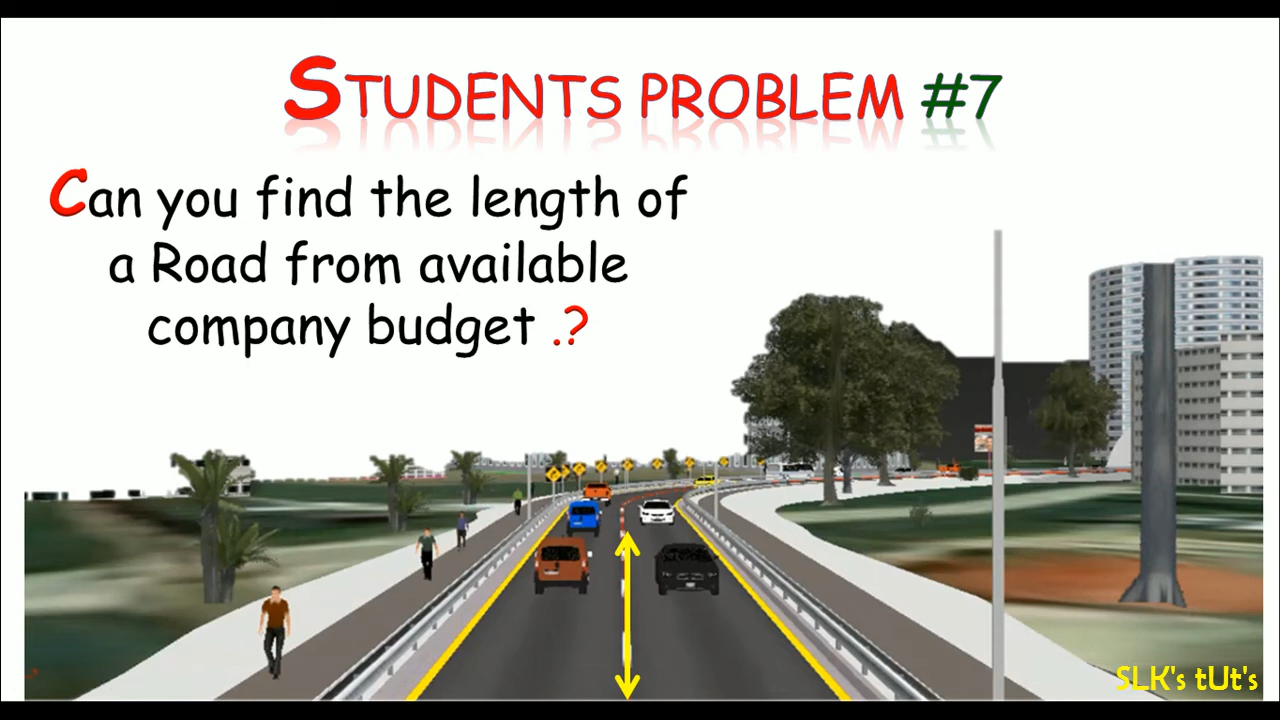 STUDENTS PROBLEM #7
Can you find the length of
a Road from available
company budget .?
SLK's tUt's